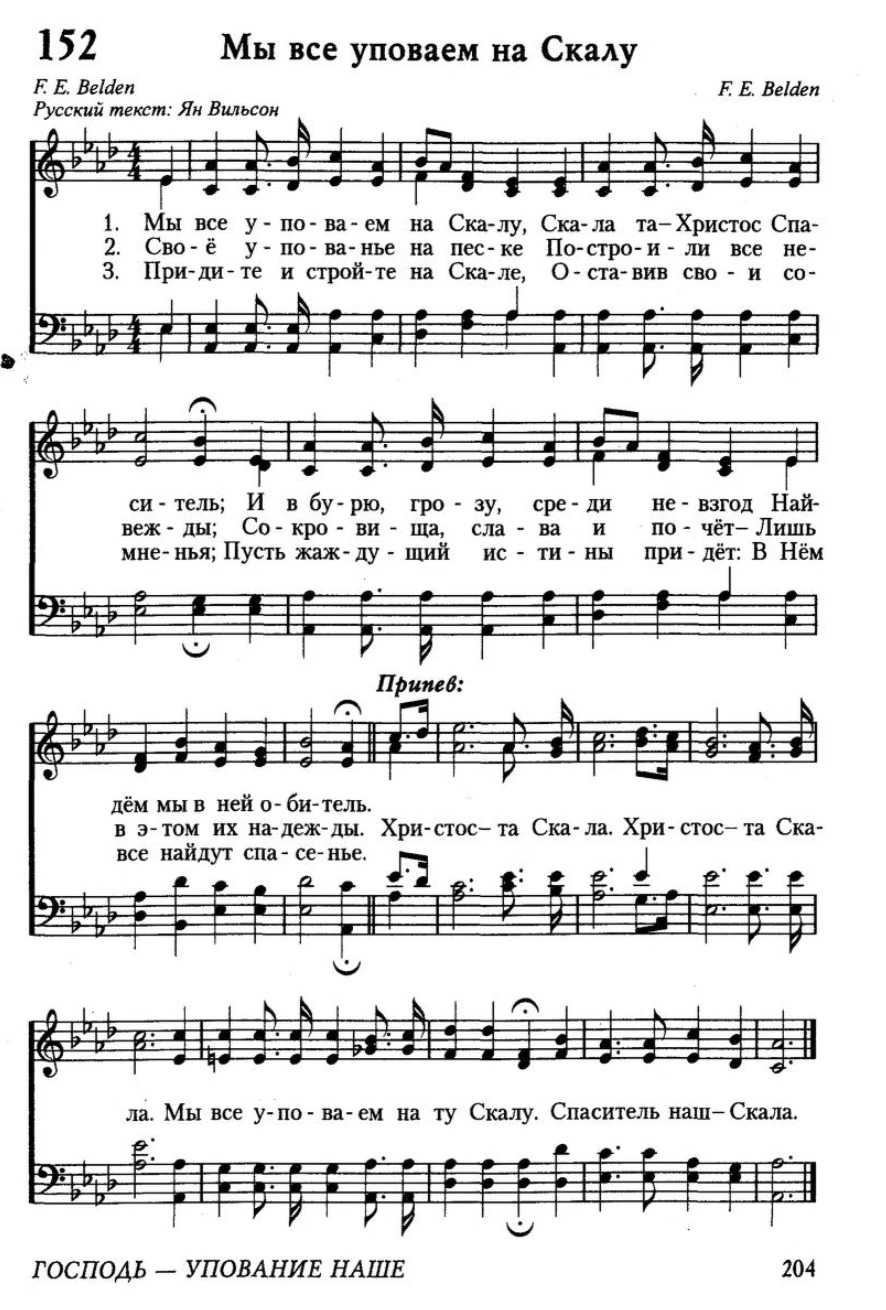 152 Мы все уповаем на Скалу
F. E. Belden F. E. Belden
Русский текст: Ян Вильсон
1. Мы все у - по - ва - ем на Ска-лу, Ска-ла та– Христос Спа-
2. Сво - ё у - по - ва - нье на пес - ке По-стро - и - ли все не-
3. При-ди - те и строй-те на Ска - ле, О - ста-вив сво - и со-
си - тель; И в бу - рю, гро - зу, сре - ди не - взгод Най-
веж - ды; Со - кро - ви - ща, сла - ва и по - чёт– Лишь
мне - нья; Пусть жаж - ду - щий ис - ти - ны при - дёт: В Нём
Припев:
дём мы в ней о - би-тель.
в э-том их на-деж-ды. Хри-стос– та Ска-ла. Хри-стос– та Ска-
все найдут спа - се-нье.
ла. Мы все у-по - ва - ем на ту Скалу. Спаситель наш– Скала.
ГОСПОДЬ — УПОВАНИЕ НАШЕ 204